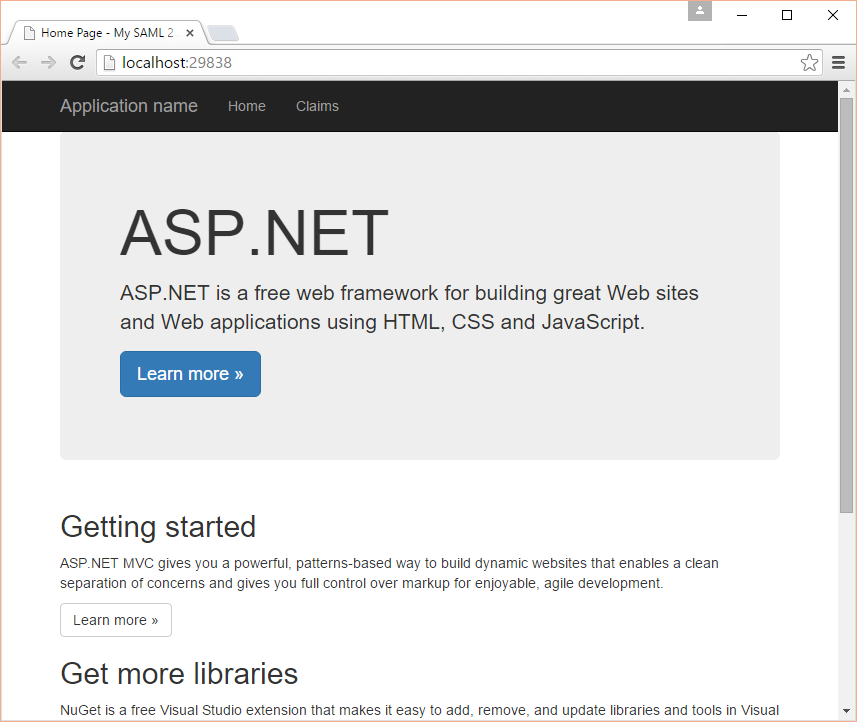 Home Page - My SAML 2
localhost:29838
Application name Home Claims
ASP.NET
ASP.NET is a free web framework for building great Web sites
and Web applications using HTML, CSS and JavaScript.
Learn more »
Getting started
ASP.NET MVC gives you a powerful, patterns-based way to build dynamic websites that enables a clean
separation of concerns and gives you full control over markup for enjoyable, agile development.
Learn more »
Get more libraries
NuGet is a free Visual Studio extension that makes it easy to add, remove, and update libraries and tools in Visual